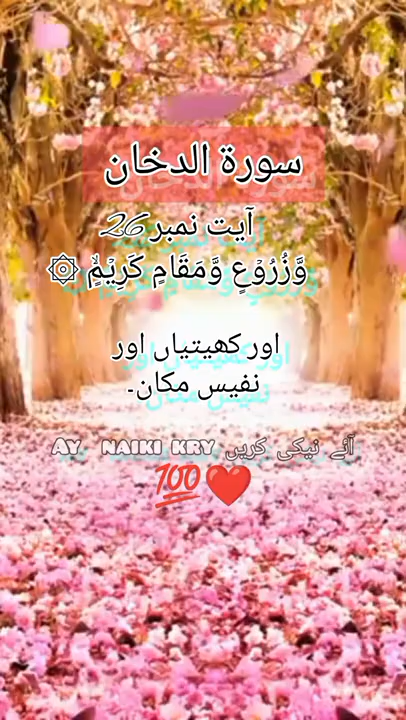 سورة الدخان
آیت نمبر 26
وَّزُرُوۡعٍ وَّمَقَامٍ كَرِيۡمٍۙ ۞
اور کھیتیاں اور
نفیس مکان۔
آئے نیکی کریں AY NAIKI KRY
💯❤️